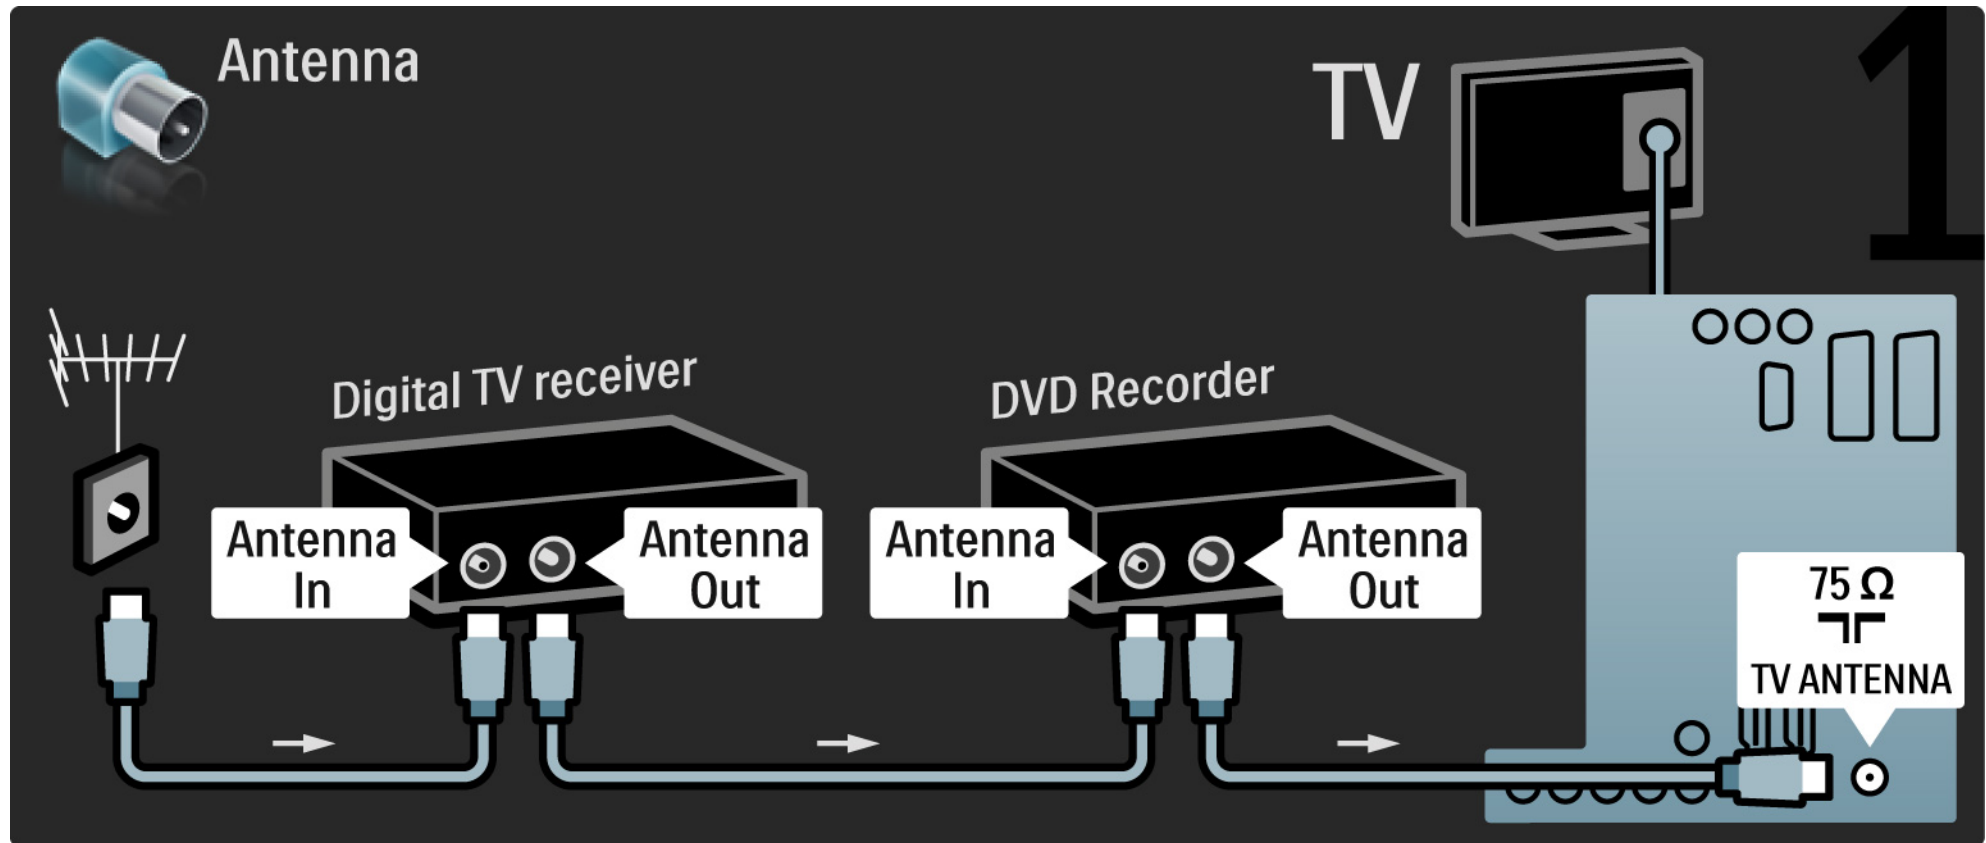 Antenna
TV
1
Digital TV receiver
DVD Recorder
Antenna
In
Antenna
Out
Antenna
In
Antenna
Out
75 Ω
TV ANTENNA